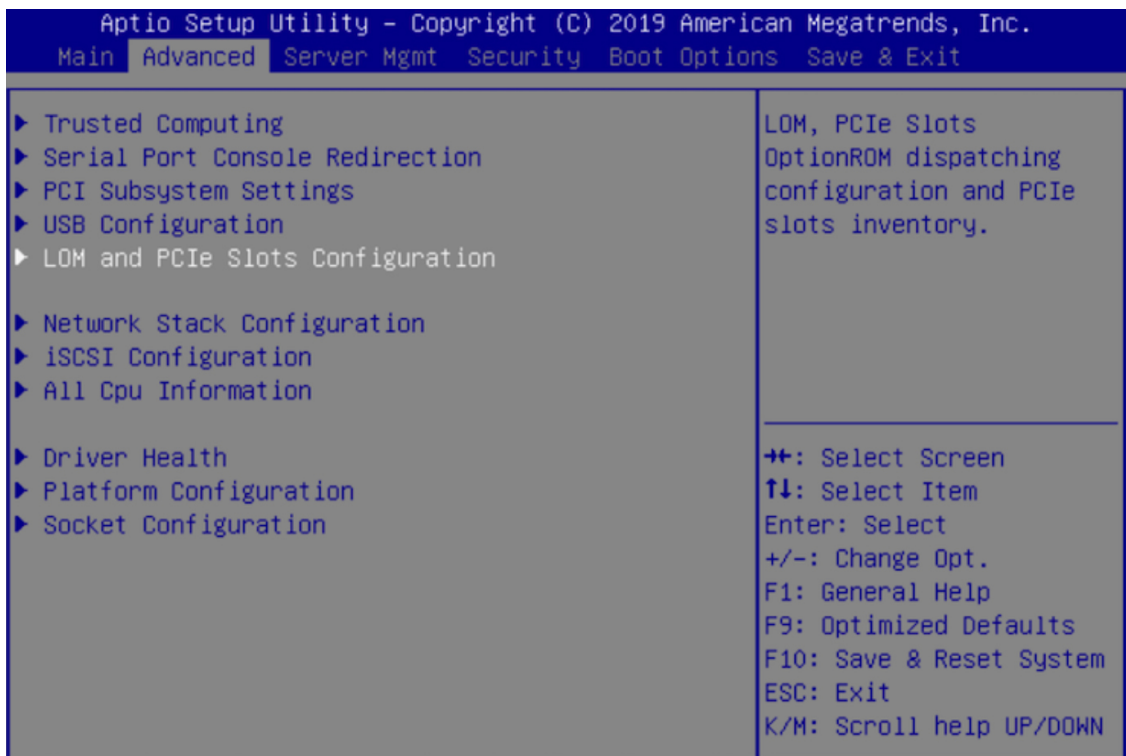 Aptio Setup Utility – Copyright (C) 2019 American Megatrends, Inc.
Main Advanced Server Mgmt Security Boot Options Save & Exit
▶ Trusted Computing
▶ Serial Port Console Redirection
▶ PCI Subsystem Settings
▶ USB Configuration
▶ LOM and PCIe Slots Configuration
▶ Network Stack Configuration
▶ iSCSI Configuration
▶ All Cpu Information
▶ Driver Health
▶ Platform Configuration
▶ Socket Configuration
LOM, PCIe Slots
OptionROM dispatching
configuration and PCIe
slots inventory.
→←: Select Screen
↑↓: Select Item
Enter: Select
+/-: Change Opt.
F1: General Help
F9: Optimized Defaults
F10: Save & Reset System
ESC: Exit
K/M: Scroll help UP/DOWN